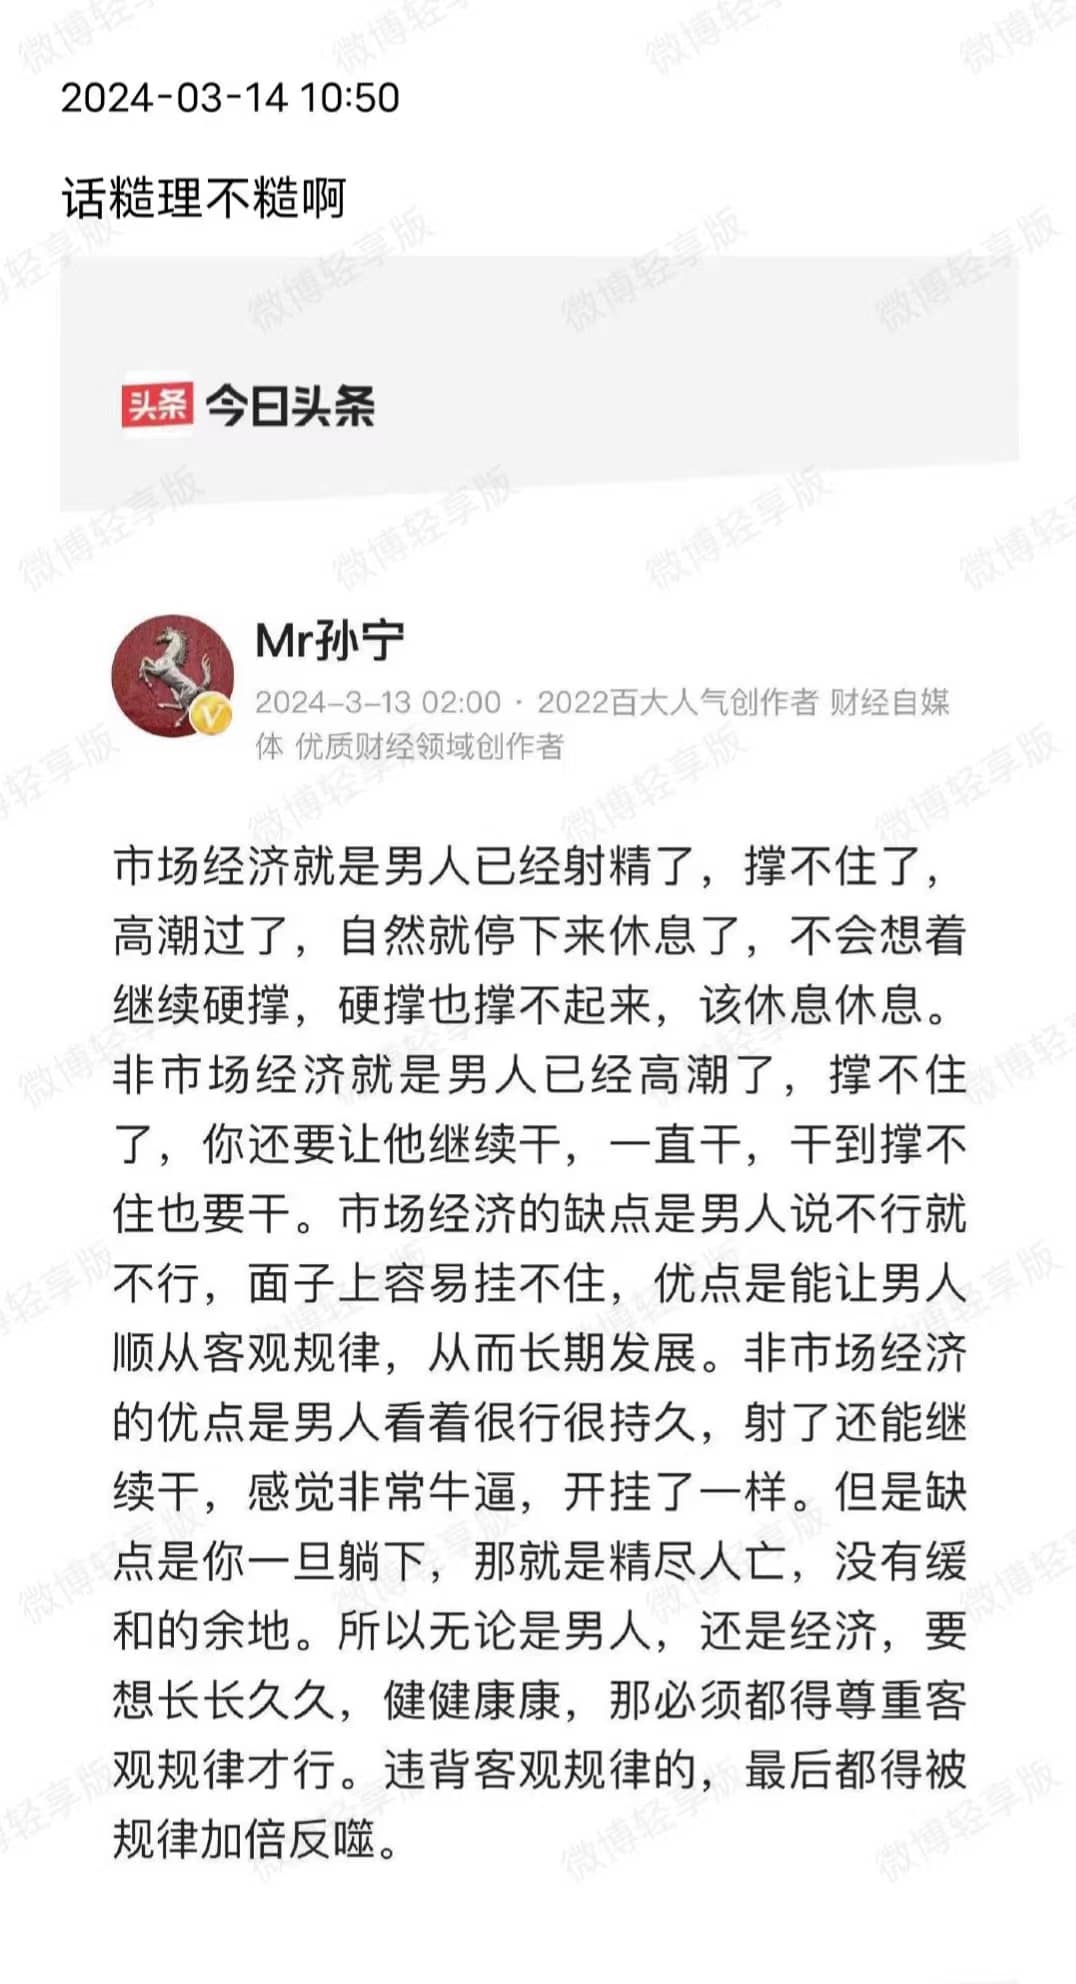 2024-03-14 10:50
话糙理不糙啊
头条 今日头条
Mr孙宁
2024-3-13 02:00 · 2022百大人气创作者 财经自媒
体 优质财经领域创作者
市场经济就是男人已经射精了，撑不住了，
高潮过了，自然就停下来休息了，不会想着
继续硬撑，硬撑也撑不起来，该休息休息。
非市场经济就是男人已经高潮了，撑不住
了，你还要让他继续干，一直干，干到撑不
住也要干。市场经济的缺点是男人说不行就
不行，面子上容易挂不住，优点是能让男人
顺从客观规律，从而长期发展。非市场经济
的优点是男人看着很行很持久，射了还能继
续干，感觉非常牛逼，开挂了一样。但是缺
点是你一旦躺下，那就是精尽人亡，没有缓
和的余地。所以无论是男人，还是经济，要
想长长久久，健健康康，那必须都得尊重客
观规律才行。违背客观规律的，最后都得被
规律加倍反噬。
微博轻享版